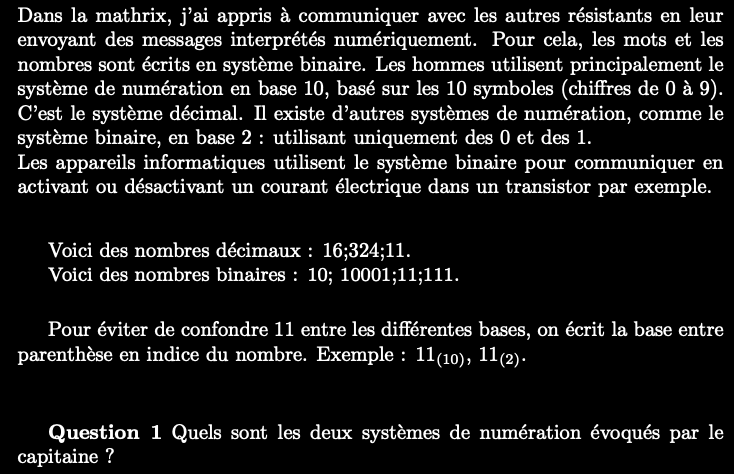 Dans la mathrix, j'ai appris à communiquer avec les autres résistants en leur
envoyant des messages interprétés numériquement. Pour cela, les mots et les
nombres sont écrits en système binaire. Les hommes utilisent principalement le
système de numération en base 10, basé sur les 10 symboles (chiffres de 0 à 9).
C'est le système décimal. Il existe d'autres systèmes de numération, comme le
système binaire, en base 2 : utilisant uniquement des 0 et des 1.
Les appareils informatiques utilisent le système binaire pour communiquer en
activant ou désactivant un courant électrique dans un transistor par exemple.
Voici des nombres décimaux : 16;324;11.
Voici des nombres binaires : 10; 10001;11;111.
Pour éviter de confondre 11 entre les différentes bases, on écrit la base entre
parenthèse en indice du nombre. Exemple : 11₍₁₀₎, 11₍₂₎.
Question 1 Quels sont les deux systèmes de numération évoqués par le
capitaine ?